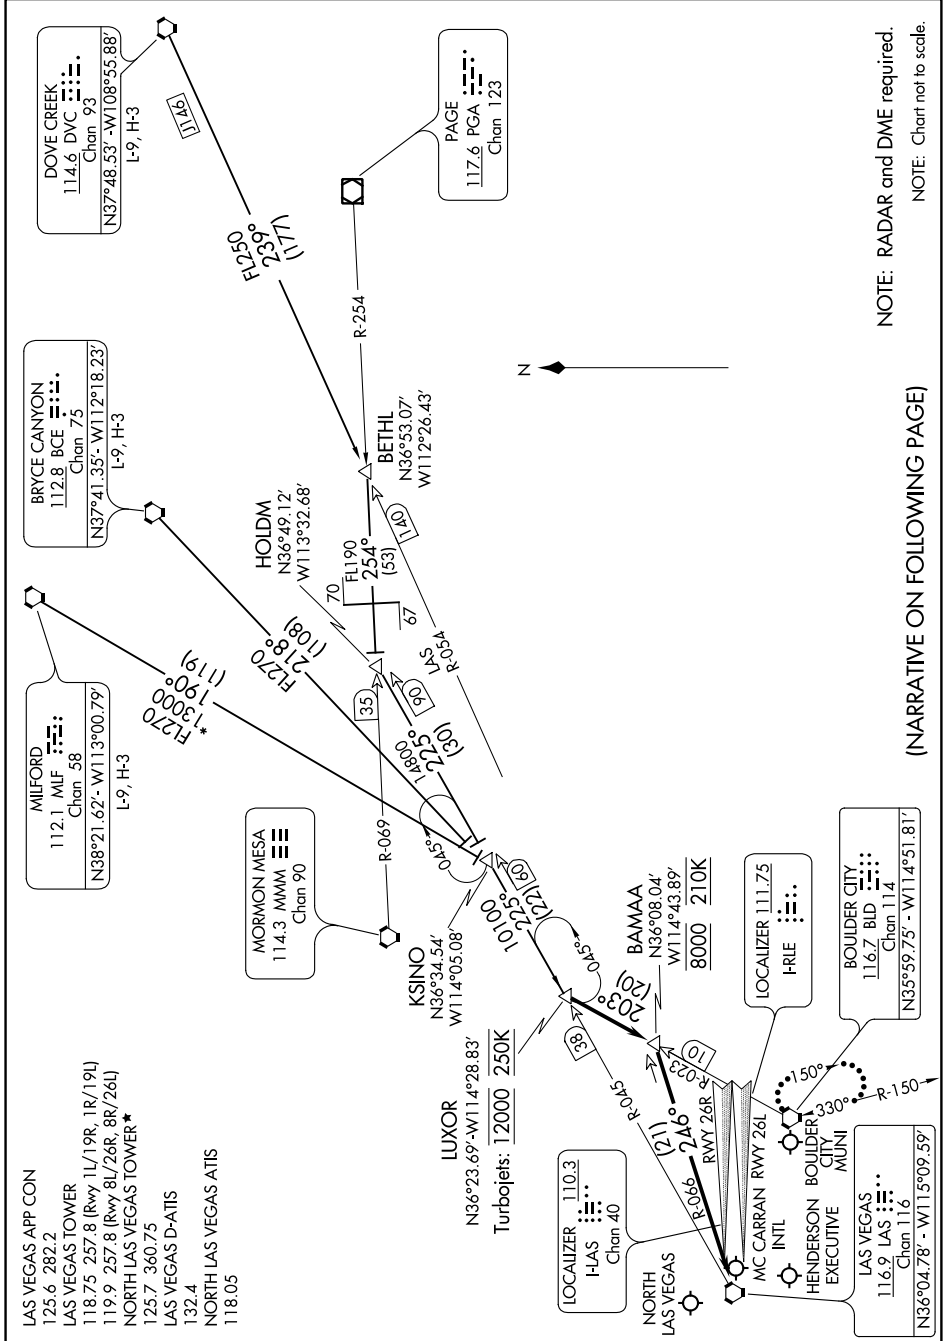 LAS VEGAS APP CON
125.6 282.2
LAS VEGAS TOWER
118.75 257.8 (Rwy 1L/19R, 1R/19L)
119.9 257.8 (Rwy 8L/26R, 8R/26L)
NORTH LAS VEGAS TOWER★
125.7 360.75
LAS VEGAS D-ATIS
132.4
NORTH LAS VEGAS ATIS
118.05
MILFORD
112.1 MLF
Chan 58
N38°21.62' - W113°00.79'
L-9, H-3
BRYCE CANYON
112.8 BCE
Chan 75
N37°41.35' - W112°18.23'
L-9, H-3
DOVE CREEK
114.6 DVC
Chan 93
N37°48.53' - W108°55.88'
L-9, H-3
J146
FL250
239°
(177)
PAGE
117.6 PGA
Chan 123
R-254
BETHL
N36°53.07'
W112°26.43'
140
LAS
R-054
HOLDM
N36°49.12'
W113°32.68'
70
67
FL190
254°
(53)
FL270
218°
(108)
FL270
*13000
190°
(119)
MORMON MESA
114.3 MMM
Chan 90
R-069
35
90
14800
225°
(30)
045°
KSINO
N36°34.54'
W114°05.08'
60
10100
225°
(22)
045°
LUXOR
N36°23.69'-W114°28.83'
Turbojets: 12000 250K
38
R-045
203°
(20)
BAMAA
N36°08.04'
W114°43.89'
8000 210K
10
R-023
(21)
246°
R-066
LOCALIZER 110.3
I-LAS
Chan 40
LOCALIZER 111.75
I-RLE
RWY 26R
RWY 26L
NORTH
LAS VEGAS
MC CARRAN
INTL
HENDERSON
EXECUTIVE
BOULDER
CITY
MUNI
BOULDER CITY
116.7 BLD
Chan 114
N35°59.75' - W114°51.81'
150°
330°
R-150
LAS VEGAS
116.9 LAS
Chan 116
N36°04.78' - W115°09.59'
N
NOTE: RADAR and DME required.
NOTE: Chart not to scale.
(NARRATIVE ON FOLLOWING PAGE)